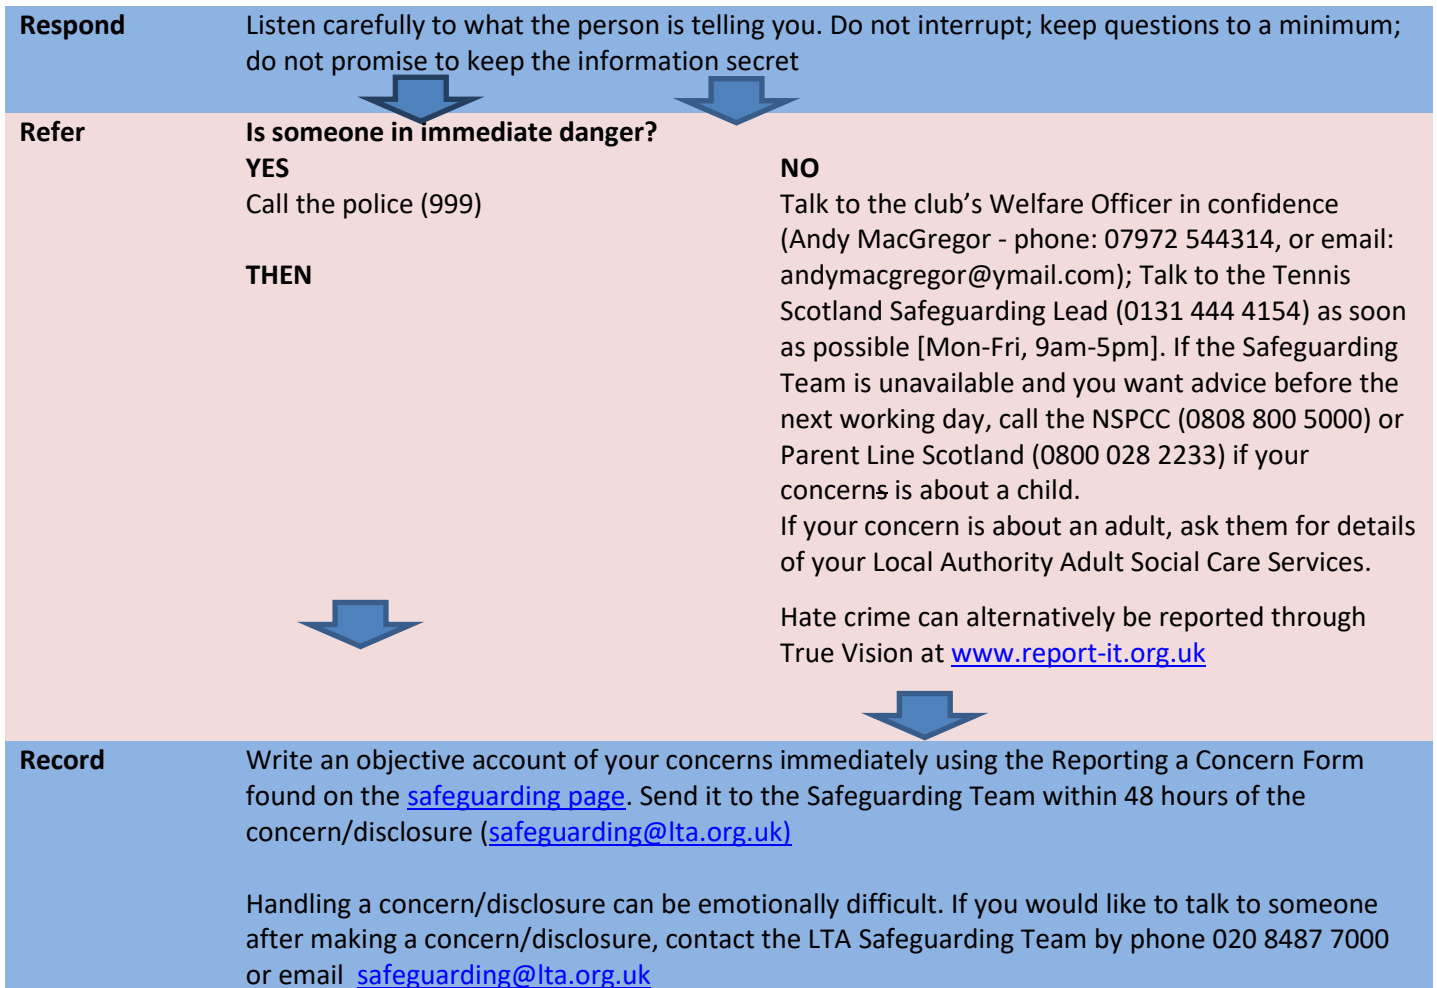 Respond
Listen carefully to what the person is telling you. Do not interrupt; keep questions to a minimum;
do not promise to keep the information secret
Refer
Is someone in immediate danger?
YES
Call the police (999)
THEN
NO
Talk to the club’s Welfare Officer in confidence
(Andy MacGregor - phone: 07972 544314, or email:
andymacgregor@ymail.com); Talk to the Tennis
Scotland Safeguarding Lead (0131 444 4154) as soon
as possible [Mon-Fri, 9am-5pm]. If the Safeguarding
Team is unavailable and you want advice before the
next working day, call the NSPCC (0808 800 5000) or
Parent Line Scotland (0800 028 2233) if your
concerns is about a child.
If your concern is about an adult, ask them for details
of your Local Authority Adult Social Care Services.
Hate crime can alternatively be reported through
True Vision at www.report-it.org.uk
Record
Write an objective account of your concerns immediately using the Reporting a Concern Form
found on the safeguarding page. Send it to the Safeguarding Team within 48 hours of the
concern/disclosure (safeguarding@lta.org.uk)
Handling a concern/disclosure can be emotionally difficult. If you would like to talk to someone
after making a concern/disclosure, contact the LTA Safeguarding Team by phone 020 8487 7000
or email safeguarding@lta.org.uk